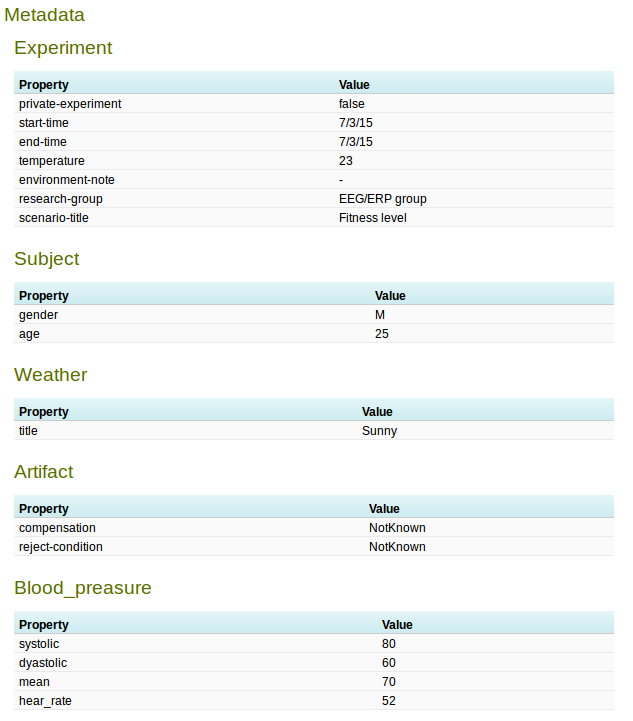 Metadata
Experiment
Property Value
private-experiment false
start-time 7/3/15
end-time 7/3/15
temperature 23
environment-note -
research-group EEG/ERP group
scenario-title Fitness level
Subject
Property Value
gender M
age 25
Weather
Property Value
title Sunny
Artifact
Property Value
compensation NotKnown
reject-condition NotKnown
Blood_preasure
Property Value
systolic 80
dyastolic 60
mean 70
hear_rate 52